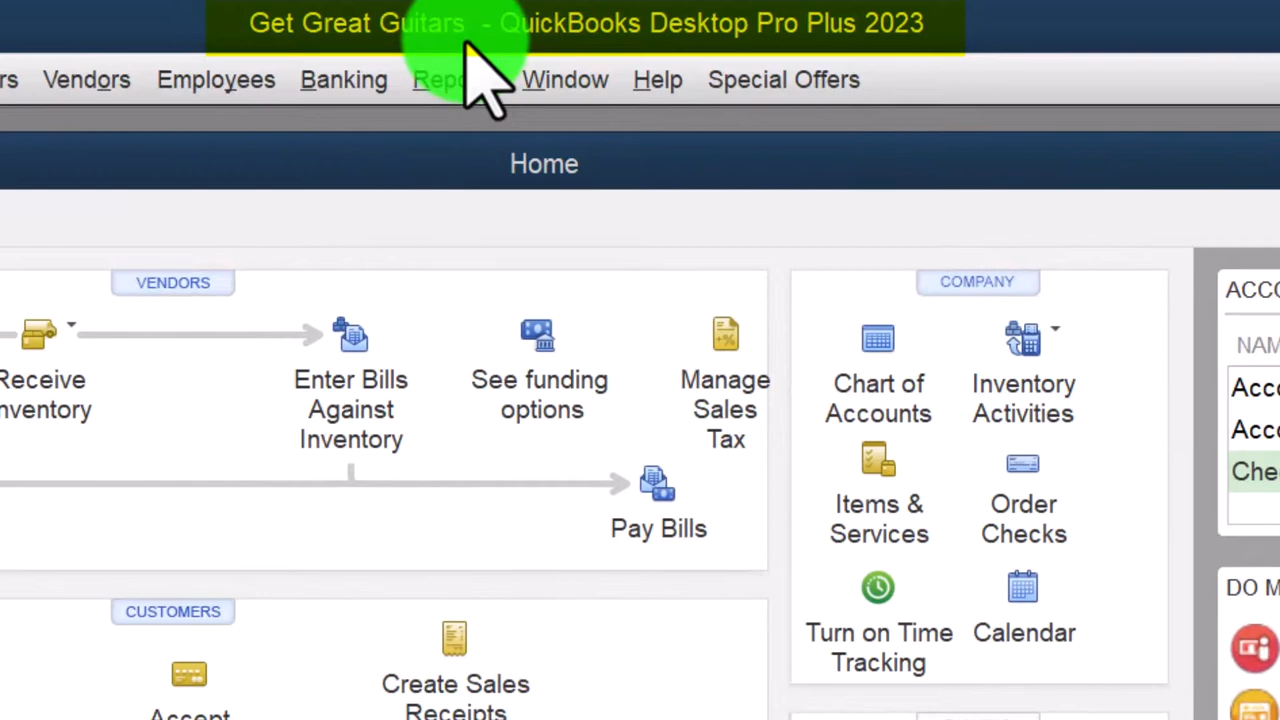 Get Great Guitars - QuickBooks Desktop Pro Plus 2023
Vendors Employees Banking Window Help Special Offers
Home
VENDORS
Receive
Inventory
Enter Bills
Against
Inventory
See funding
options
Manage
Sales
Tax
Pay Bills
COMPANY
Chart of
Accounts
Inventory
Activities
Items &
Services
Order
Checks
Turn on Time
Tracking
Calendar
CUSTOMERS
Create Sales
Receipts
Accept